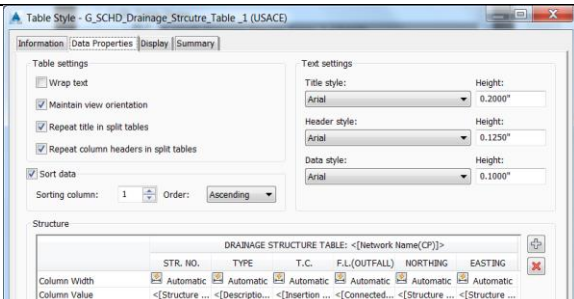 Table Style - G_SCHD_Drainage_Strcutre_Table _1 (USACE)
Information Data Properties Display Summary
Table settings
Wrap text
Maintain view orientation
Repeat title in split tables
Repeat column headers in split tables
Text settings
Title style: Height:
Arial 0.2000"
Header style: Height:
Arial 0.1250"
Data style: Height:
Arial 0.1000"
Sort data
Sorting column: 1 Order: Ascending
Structure
DRAINAGE STRUCTURE TABLE: <[Network Name(CP)]>
STR. NO. TYPE T.C. F.L.(OUTFALL) NORTHING EASTING
Column Width Automatic Automatic Automatic Automatic Automatic Automatic
Column Value <[Structure ... <[Descriptio... <[Insertion ... <[Connected... <[Structure ... <[Structure ...